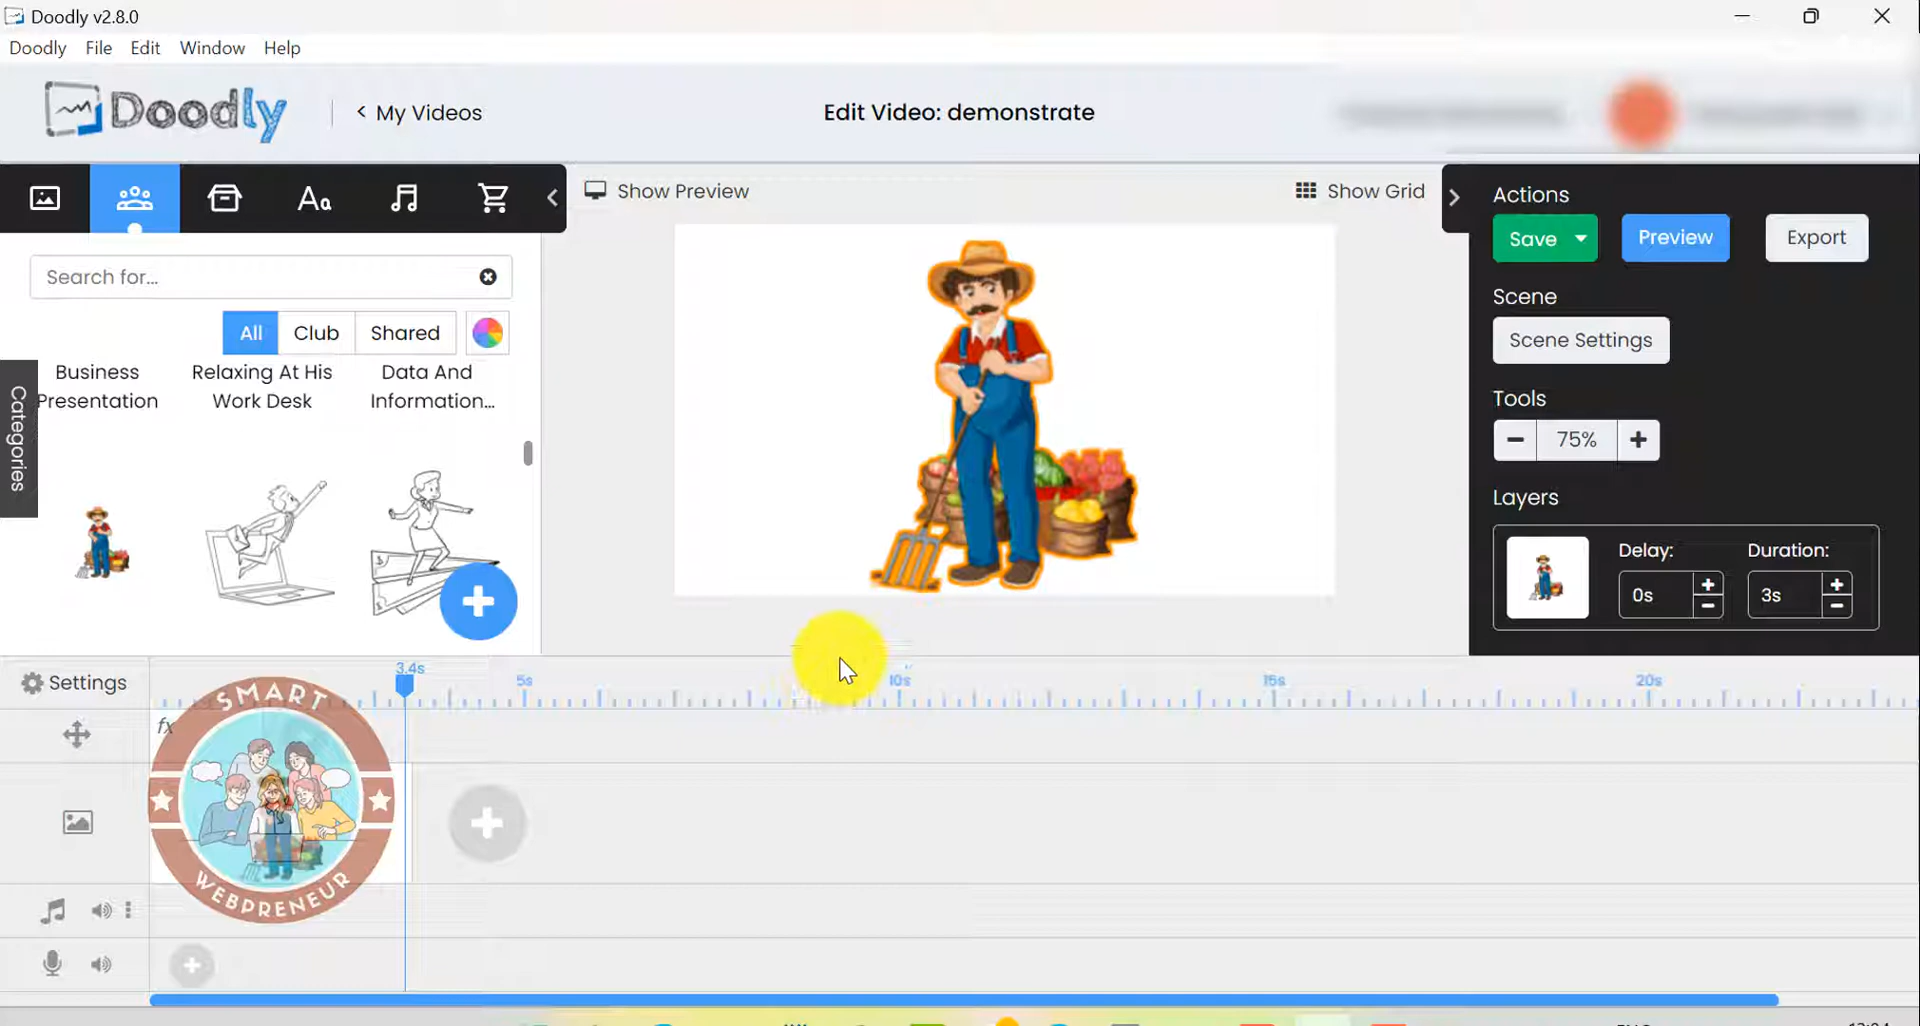 Doodly v2.8.0
Doodly File Edit Window Help
Doodly
< My Videos
Edit Video: demonstrate
Aa
Show Preview
Show Grid
Search for...
All Club Shared
Categories
Business Presentation
Relaxing At His Work Desk
Data And Information...
Actions
Save Preview Export
Scene
Scene Settings
Tools
75%
Layers
Delay: Duration:
0s 3s
Settings
3.4s 5s 10s 15s 20s
fx
SMART
WEBPRENEUR